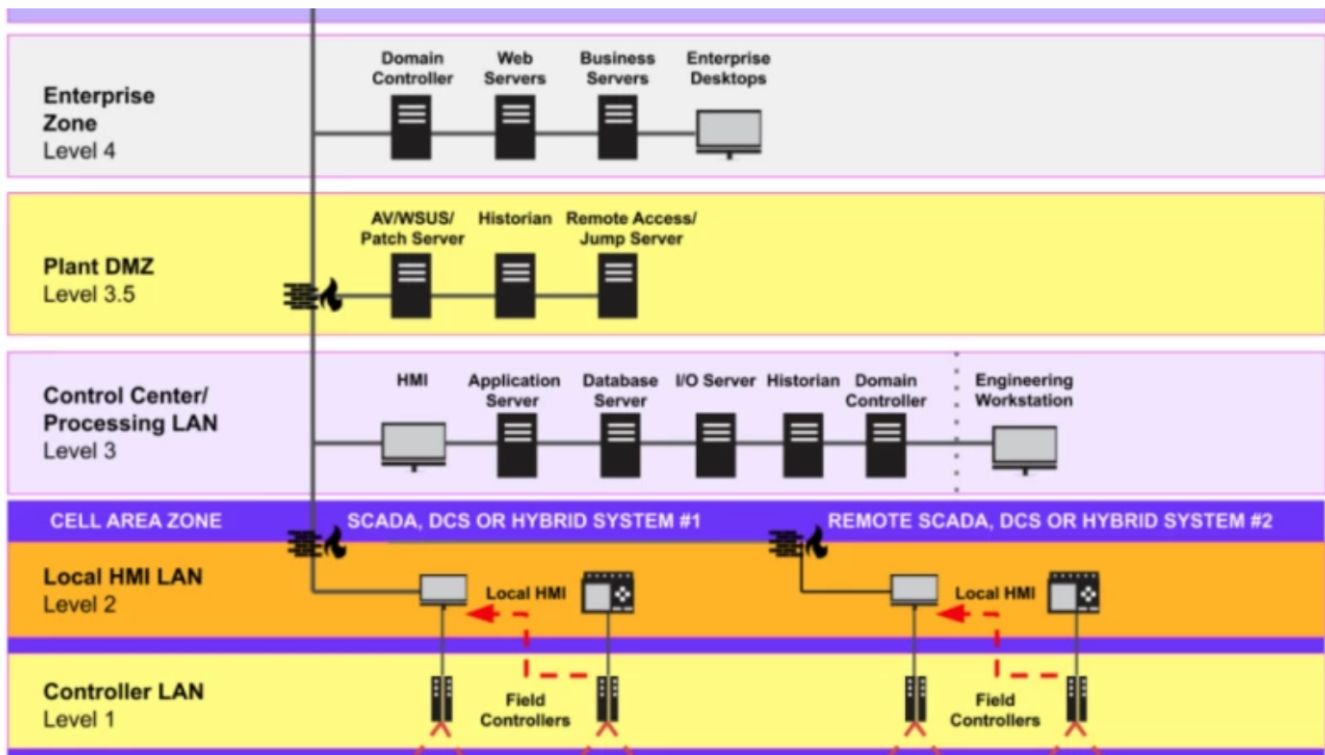 Enterprise
Zone
Level 4
Domain
Controller
Web
Servers
Business
Servers
Enterprise
Desktops
Plant DMZ
Level 3.5
AV/WSUS/
Patch Server
Historian
Remote Access/
Jump Server
Control Center/
Processing LAN
Level 3
HMI
Application
Server
Database
Server
I/O Server
Historian
Domain
Controller
Engineering
Workstation
CELL AREA ZONE
SCADA, DCS OR HYBRID SYSTEM #1
REMOTE SCADA, DCS OR HYBRID SYSTEM #2
Local HMI LAN
Level 2
Local HMI
Local HMI
Controller LAN
Level 1
Field
Controllers
Field
Controllers